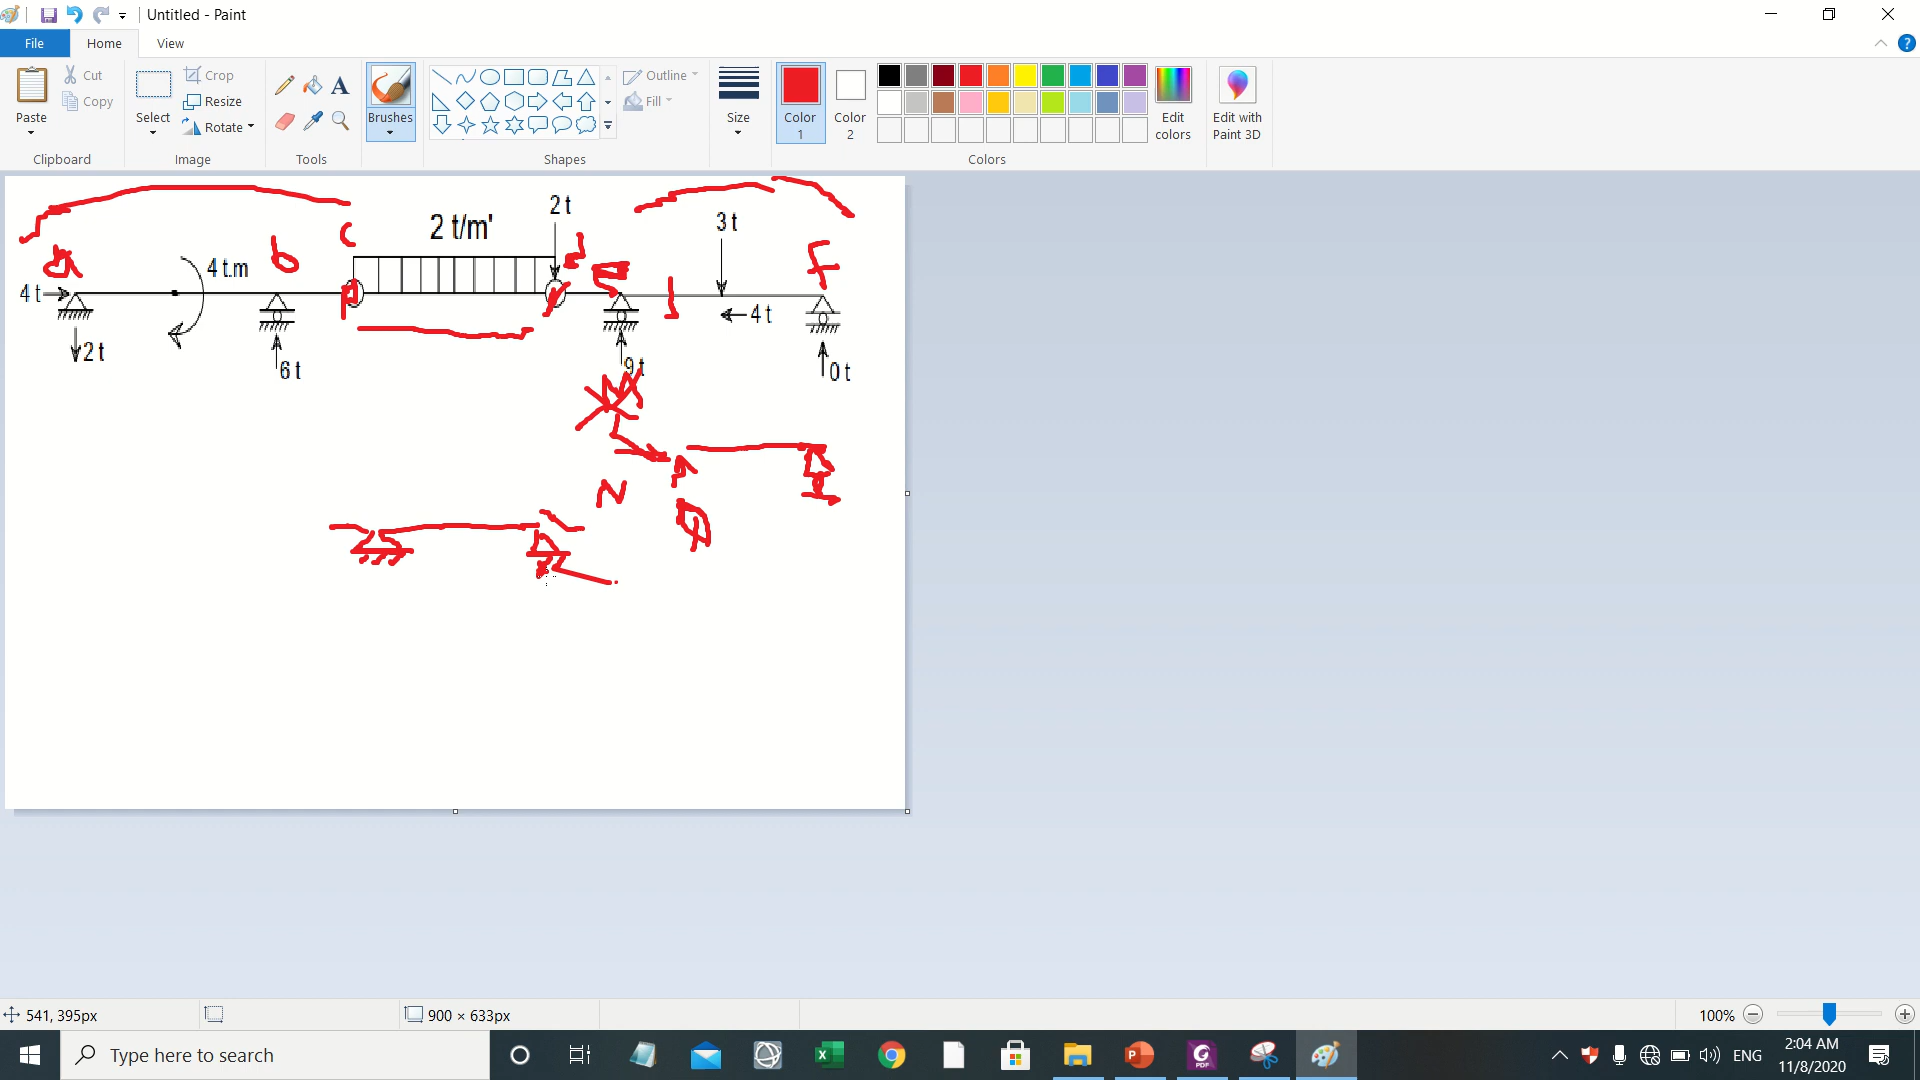 Untitled - Paint
File
Home
View
Paste
Cut
Copy
Clipboard
Select
Crop
Resize
Rotate
Image
A
Tools
Brushes
Outline
Fill
Shapes
Size
Color
1
Color
2
Edit
colors
Edit with
Paint 3D
Colors
c
2 t/m'
2 t
3 t
a
b
d
f
4 t
4 t.m
4 t
2 t
6 t
9 t
0 t
N
541, 395px
900 × 633px
100%
Type here to search
ENG
2:04 AM
11/8/2020